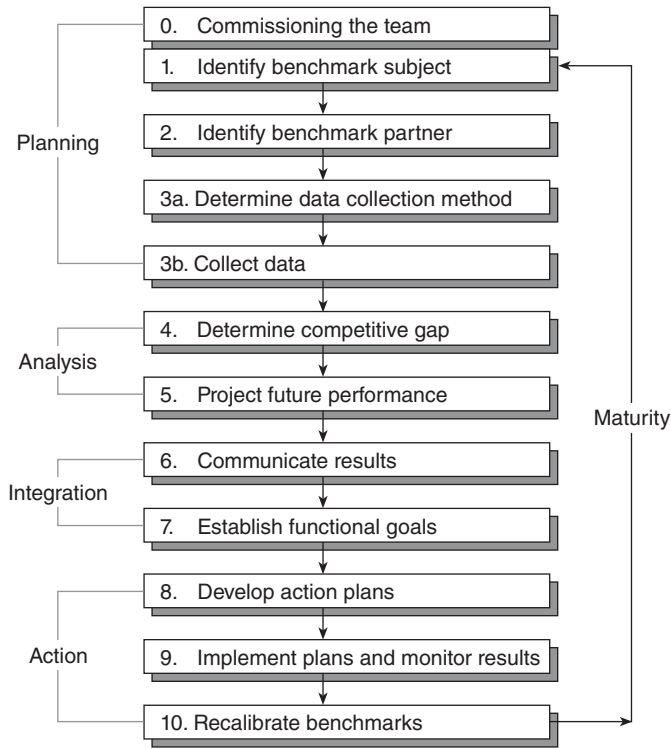 0. Commissioning the team
1. Identify benchmark subject
Planning
2. Identify benchmark partner
3a. Determine data collection method
3b. Collect data
4. Determine competitive gap
Analysis
5. Project future performance
Maturity
6. Communicate results
Integration
7. Establish functional goals
8. Develop action plans
Action
9. Implement plans and monitor results
10. Recalibrate benchmarks